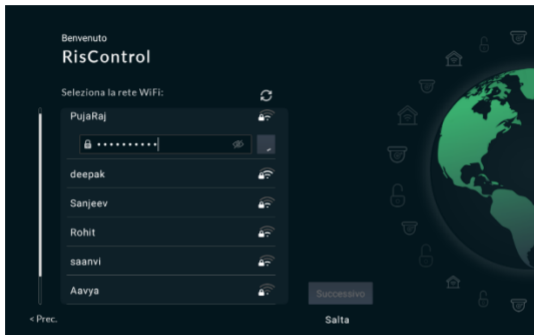 Benvenuto
RisControl
Seleziona la rete WiFi:
PujaRaj
••••••••••
deepak
Sanjeev
Rohit
saanvi
Aavya
Successivo
< Prec.
Salta